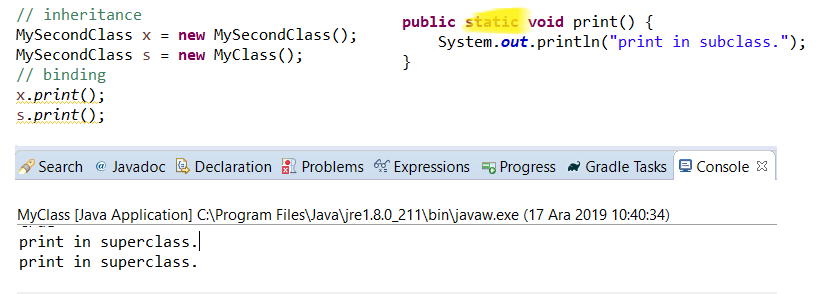 // inheritance
MySecondClass x = new MySecondClass();
MySecondClass s = new MyClass();
// binding
x.print();
s.print();
public static void print() {
System.out.println("print in subclass.");
}
Search @ Javadoc Declaration Problems Expressions Progress Gradle Tasks Console
MyClass [Java Application] C:\Program Files\Java\jre1.8.0_211\bin\javaw.exe (17 Ara 2019 10:40:34)
print in superclass.
print in superclass.